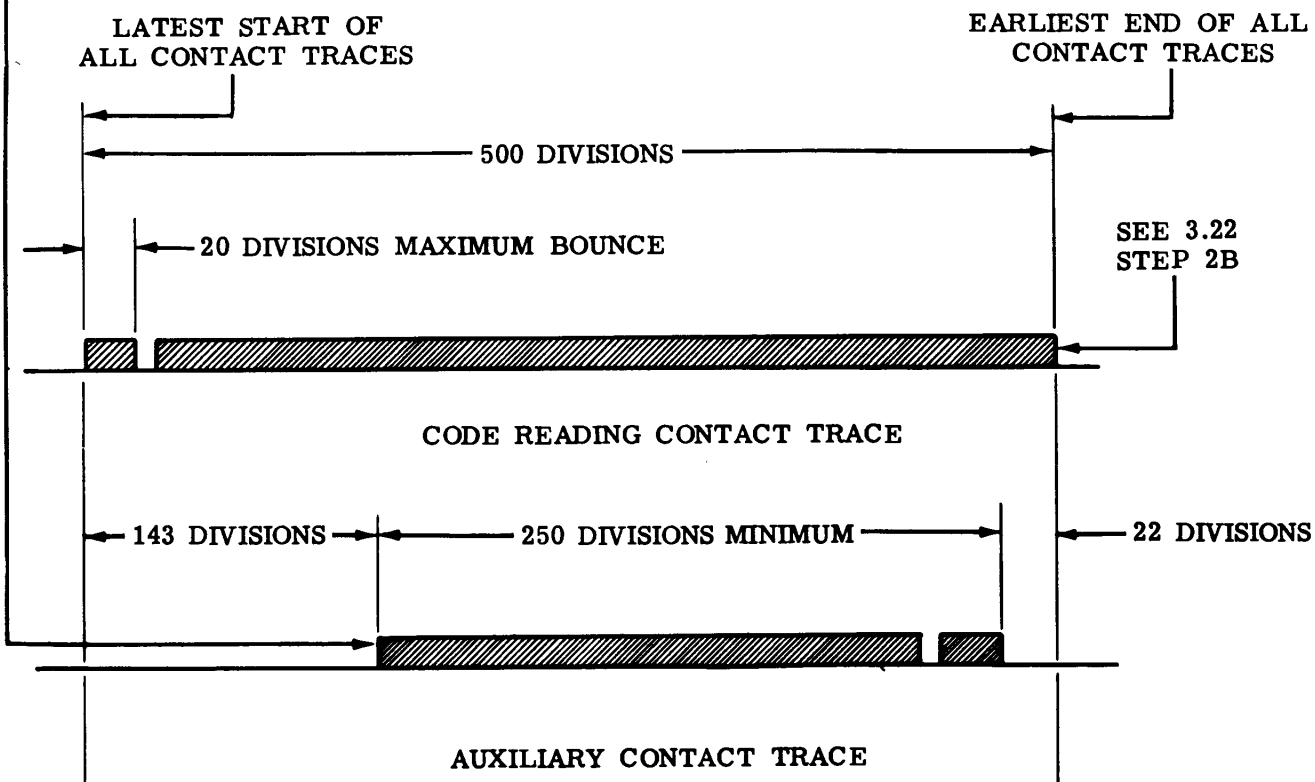 LATEST START OF
ALL CONTACT TRACES
EARLIEST END OF ALL
CONTACT TRACES
500 DIVISIONS
20 DIVISIONS MAXIMUM BOUNCE
SEE 3.22
STEP 2B
CODE READING CONTACT TRACE
143 DIVISIONS
250 DIVISIONS MINIMUM
22 DIVISIONS
AUXILIARY CONTACT TRACE